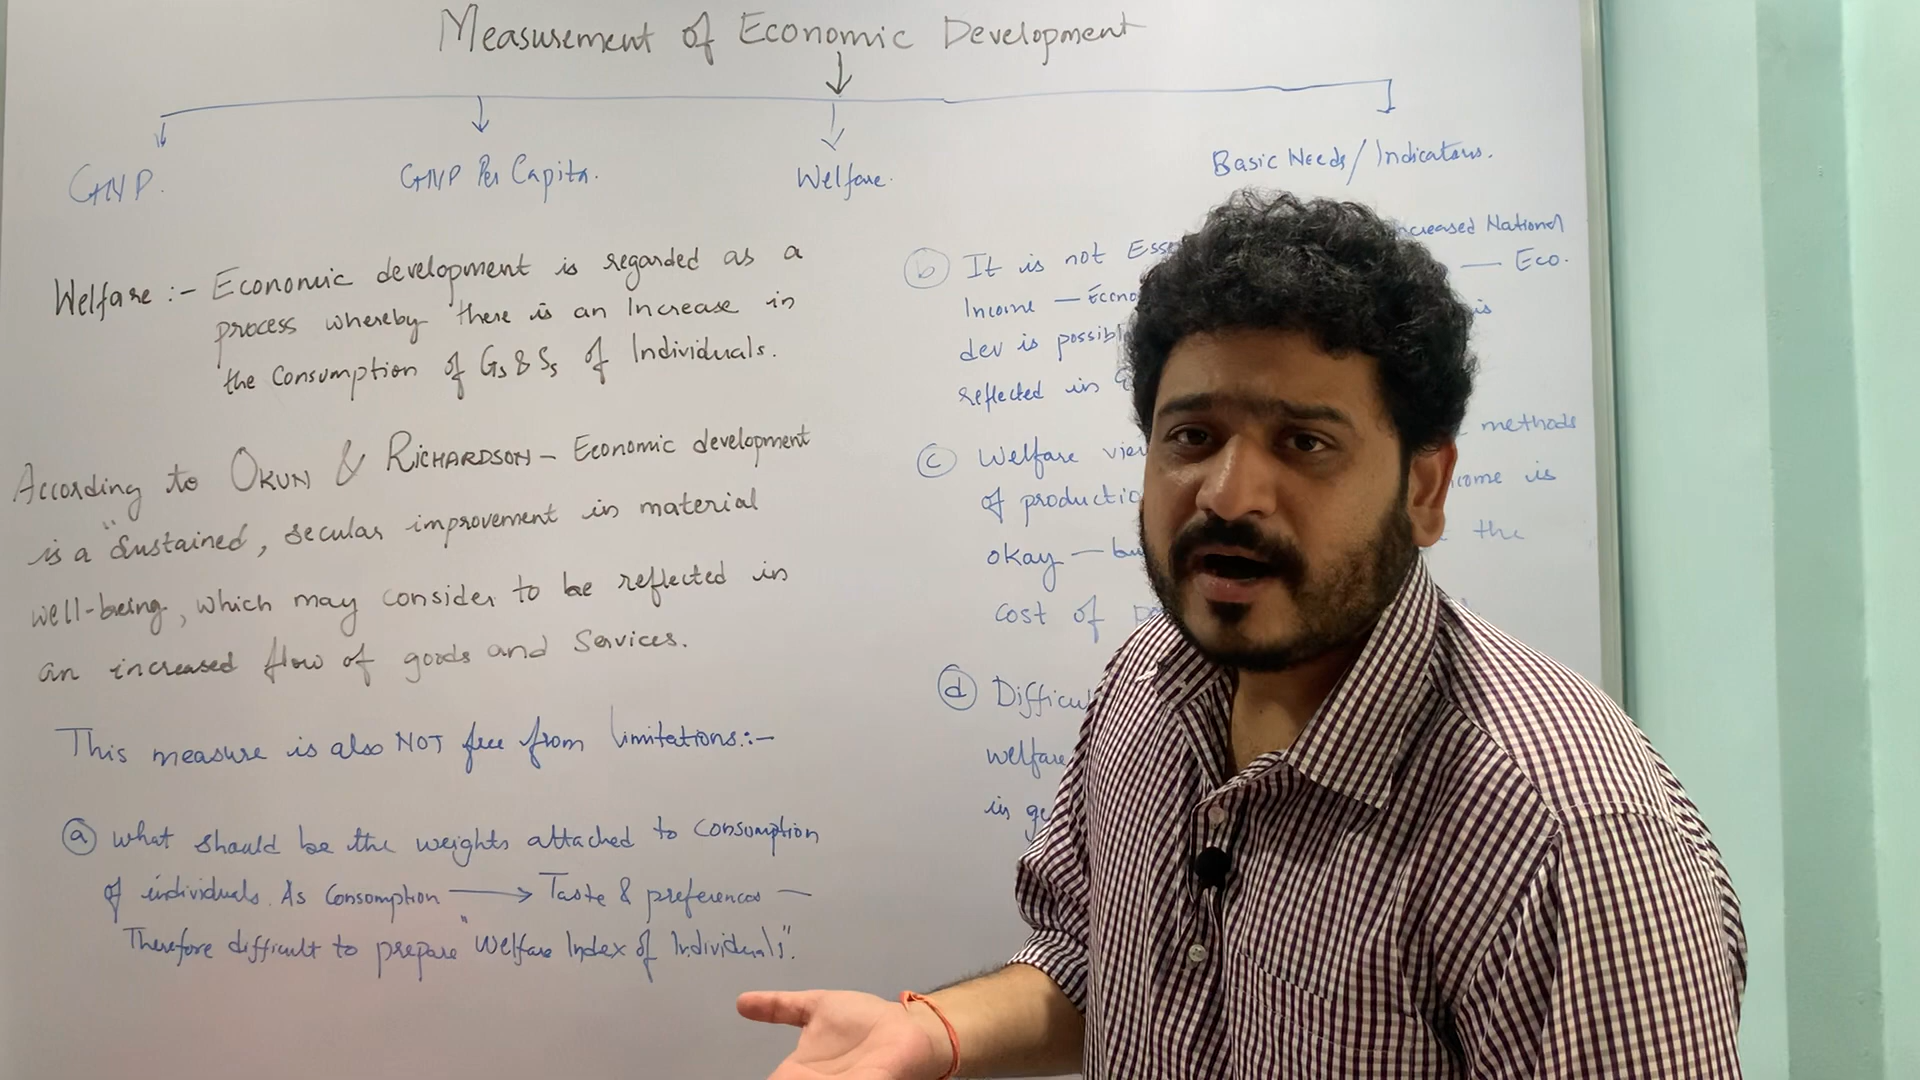 Measurement of Economic Development
GNP.
GNP Per Capita.
Welfare.
Basic Needs/Indicators.
Welfare :- Economic development is regarded as a
process whereby there is an Increase in
the Consumption of Gs & Ss of Individuals.
According to OKUN & RICHARDSON - Economic development
is a "Sustained, secular improvement in material
well-being, which may consider to be reflected in
an increased flow of goods and Services.
This measure is also NOT free from limitations:-
(a) What should be the weights attached to Consumption
of individuals. As Consumption → Taste & preferences —
Therefore difficult to prepare "Welfare Index of Individuals".
(b) It is not increased National
Income — — Eco.
dev is is
reflected in
(c) Welfare methods
of is
okay — the
cost of
(d)
welfare
in